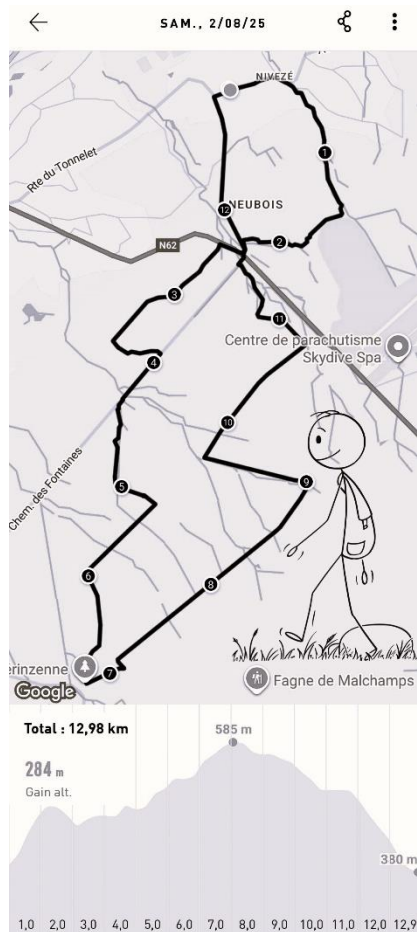 SAM., 2/08/25
NIVEZÉ
1
Rte du Tonnelet
12
NEUBOIS
2
N62
3
11
Centre de parachutisme
Skydive Spa
4
10
9
Chem. des Fontaines
5
6
8
erinzenne
7
Google
Fagne de Malchamps
Total : 12,98 km
585 m
284 m
Gain alt.
380 m
1,0 2,0 3,0 4,0 5,0 6,0 7,0 8,0 9,0 10,0 11,0 12,0 12,9